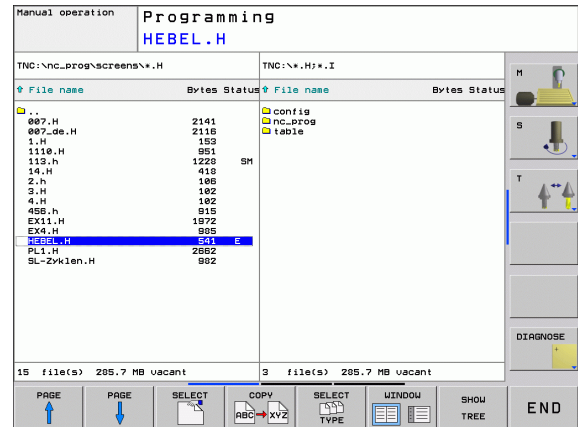 Manual operation
Programming
HEBEL.H
TNC:\nc_prog\screens\*.H
TNC:\*.H;*.I
File name Bytes Status
File name Bytes Status
..
007.H 2141
007_de.H 2116
1.H 153
1110.H 951
113.h 1228 SM
14.H 418
2.h 106
3.H 102
4.H 102
456.h 915
EX11.H 1972
EX4.H 985
HEBEL.H 541 E
PL1.H 2662
SL-Zyklen.H 982
config
nc_prog
table
15 file(s) 285.7 MB vacant
3 file(s) 285.7 MB vacant
M
S
T
DIAGNOSE
PAGE
PAGE
SELECT
COPY
ABC XYZ
SELECT
TYPE
WINDOW
SHOW
TREE
END